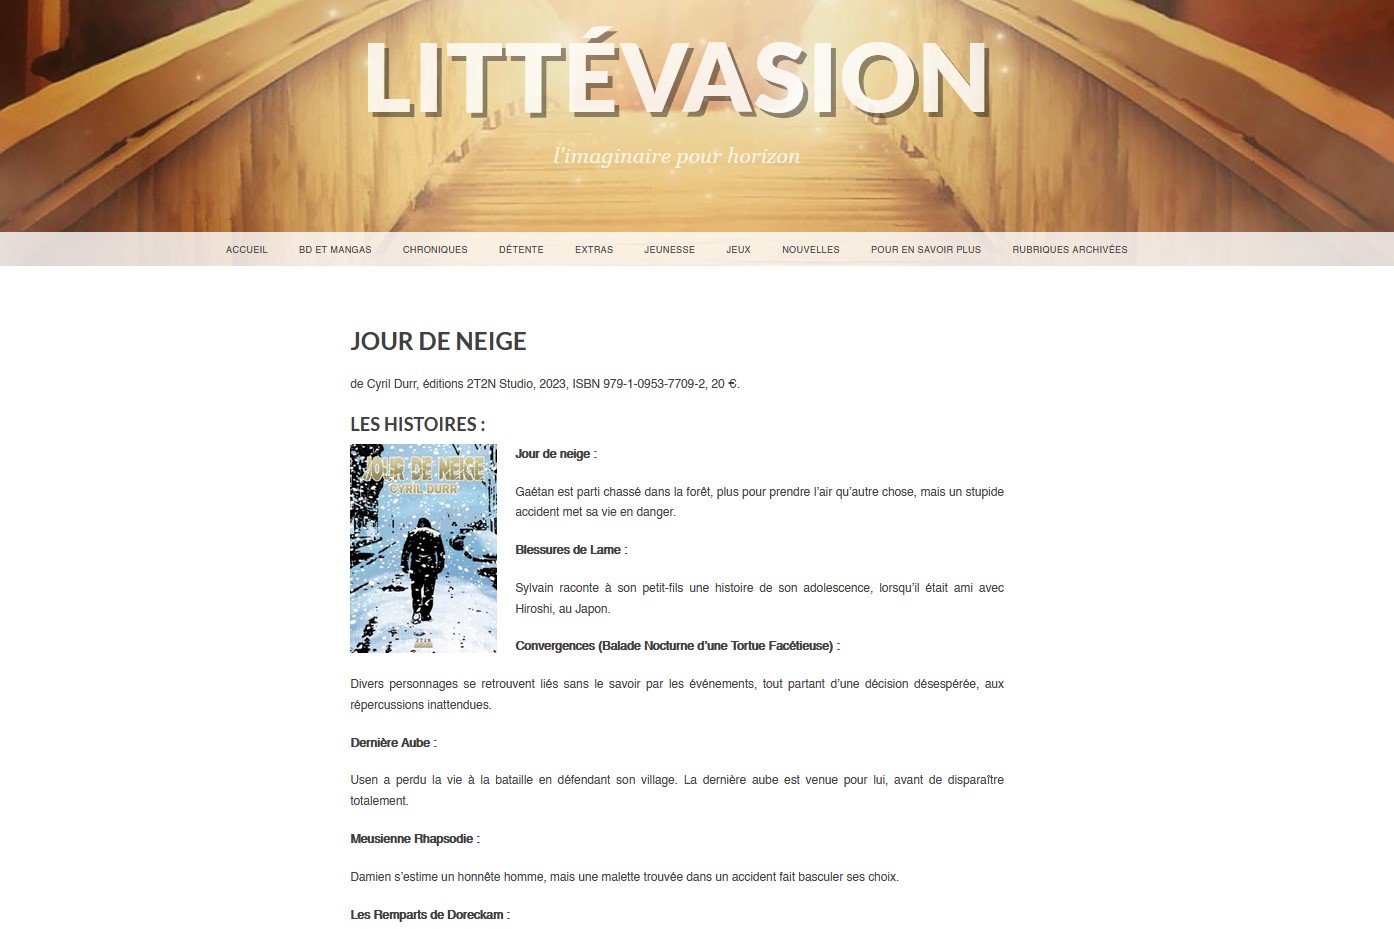 LITTÉVASION
l'imaginaire pour horizon
ACCUEIL BD ET MANGAS CHRONIQUES DÉTENTE EXTRAS JEUNESSE JEUX NOUVELLES POUR EN SAVOIR PLUS RUBRIQUES ARCHIVÉES
JOUR DE NEIGE
de Cyril Durr, éditions 2T2N Studio, 2023, ISBN 979-1-0953-7709-2, 20 €.
LES HISTOIRES :
JOUR DE NEIGE
CYRIL DURR
Jour de neige :
Gaétan est parti chassé dans la forêt, plus pour prendre l’air qu’autre chose, mais un stupide
accident met sa vie en danger.
Blessures de Lame :
Sylvain raconte à son petit-fils une histoire de son adolescence, lorsqu’il était ami avec
Hiroshi, au Japon.
Convergences (Balade Nocturne d’une Tortue Facétieuse) :
Divers personnages se retrouvent liés sans le savoir par les événements, tout partant d’une décision désespérée, aux
répercussions inattendues.
Dernière Aube :
Usen a perdu la vie à la bataille en défendant son village. La dernière aube est venue pour lui, avant de disparaître
totalement.
Meusienne Rhapsodie :
Damien s’estime un honnête homme, mais une malette trouvée dans un accident fait basculer ses choix.
Les Remparts de Doreckam :